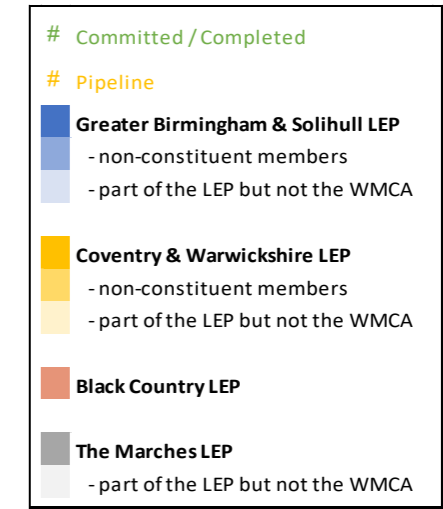 # Committed / Completed
# Pipeline
Greater Birmingham & Solihull LEP
- non-constituent members
- part of the LEP but not the WMCA
Coventry & Warwickshire LEP
- non-constituent members
- part of the LEP but not the WMCA
Black Country LEP
The Marches LEP
- part of the LEP but not the WMCA